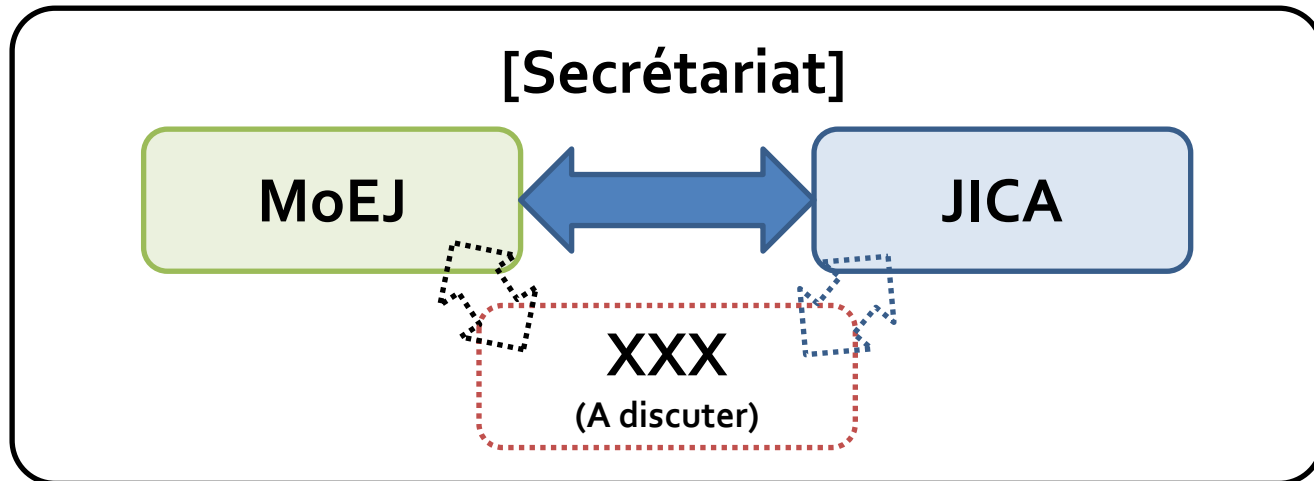 [Secrétariat]
MoEJ
JICA
XXX
(A discuter)